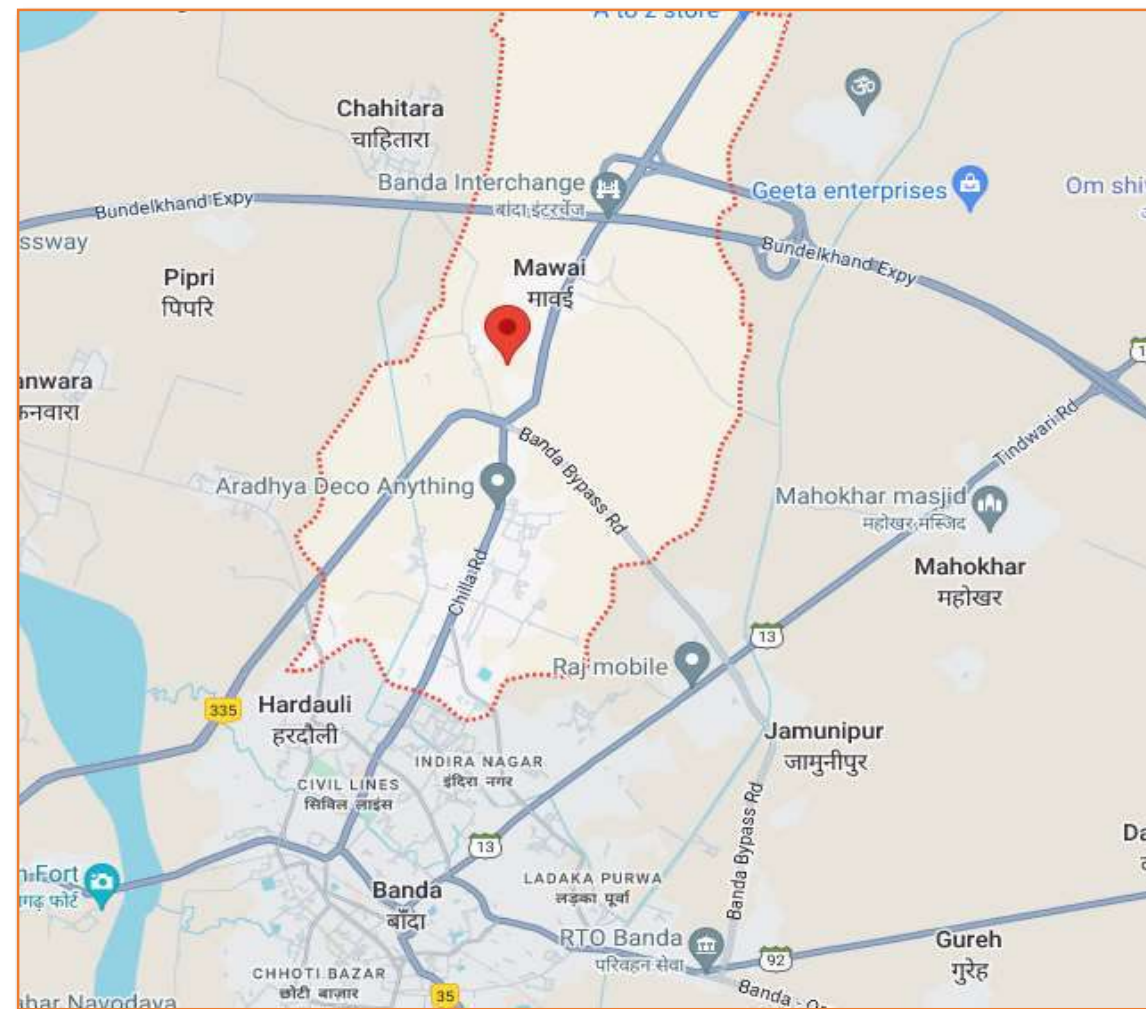 A to Z store
Chahitara
चाहितारा
Banda Interchange
बांदा इंटरचेंज
Geeta enterprises
Om shi
Bundelkhand Expy
ssway
Mawai
मावई
Bundelkhand Expy
Pipri
पिपरि
anwara
कनवारा
Tindwari Rd
Banda Bypass Rd
Aradhya Deco Anything
Mahokhar masjid
महोखर मस्जिद
Mahokhar
महोखर
Chilla Rd
13
Raj mobile
335
Hardauli
हरदौली
Jamunipur
जामुनीपुर
INDIRA NAGAR
इंदिरा नगर
CIVIL LINES
सिविल लाइंस
Banda Bypass Rd
13
Fort
गढ़ फोर्ट
LADAKA PURWA
लड़का पूर्वा
Banda
बाँदा
RTO Banda
परिवहन सेवा
92
Gureh
गुरेह
CHHOTI BAZAR
छोटी बाज़ार
35
Banda - O
har Navodaya